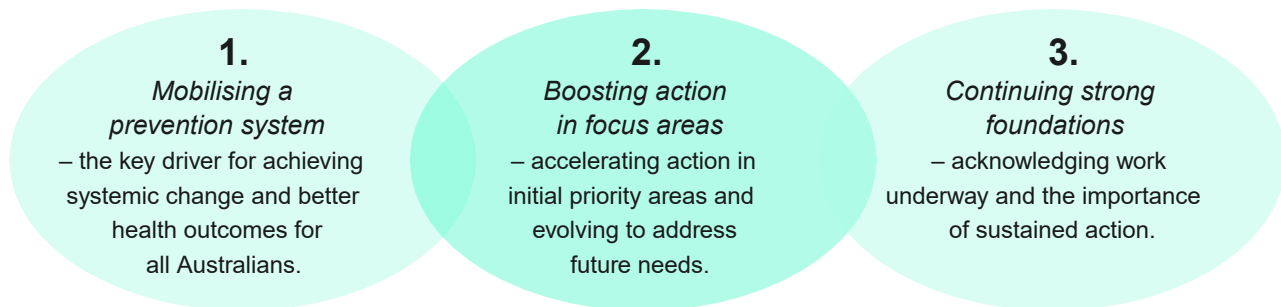 1.
Mobilising a
prevention system
– the key driver for achieving
systemic change and better
health outcomes for
all Australians.
2.
Boosting action
in focus areas
– accelerating action in
initial priority areas and
evolving to address
future needs.
3.
Continuing strong
foundations
– acknowledging work
underway and the importance
of sustained action.